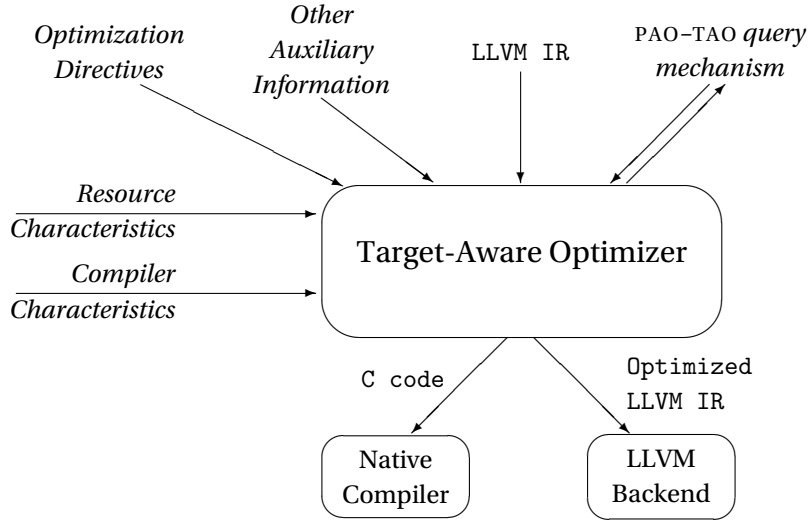 Optimization
Directives
Other
Auxiliary
Information
LLVM IR
PAO–TAO query
mechanism
Resource
Characteristics
Compiler
Characteristics
Target-Aware Optimizer
C code
Optimized
LLVM IR
Native
Compiler
LLVM
Backend